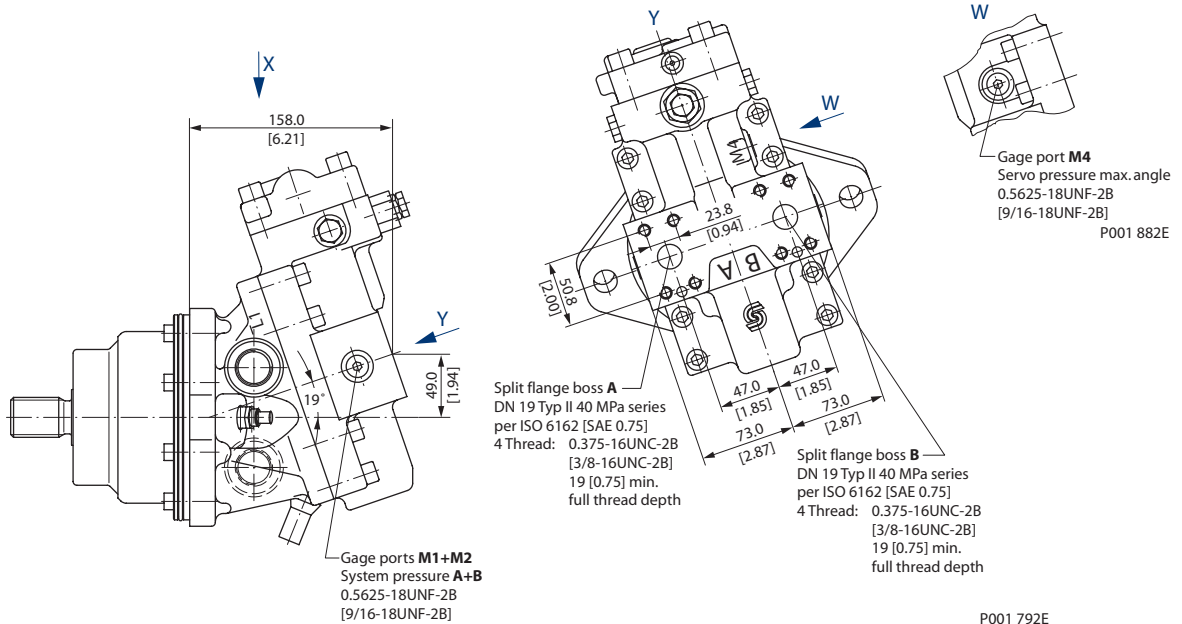 X
158.0
[6.21]
Y
49.0
[1.94]
19°
Gage ports M1+M2
System pressure A+B
0.5625-18UNF-2B
[9/16-18UNF-2B]
Y
W
M4
23.8
[0.94]
50.8
[2.00]
B A
47.0
[1.85]
47.0
[1.85]
73.0
[2.87]
73.0
[2.87]
Split flange boss A
DN 19 Typ II 40 MPa series
per ISO 6162 [SAE 0.75]
4 Thread: 0.375-16UNC-2B
[3/8-16UNC-2B]
19 [0.75] min.
full thread depth
Split flange boss B
DN 19 Typ II 40 MPa series
per ISO 6162 [SAE 0.75]
4 Thread: 0.375-16UNC-2B
[3/8-16UNC-2B]
19 [0.75] min.
full thread depth
W
Gage port M4
Servo pressure max. angle
0.5625-18UNF-2B
[9/16-18UNF-2B]
P001 882E
P001 792E